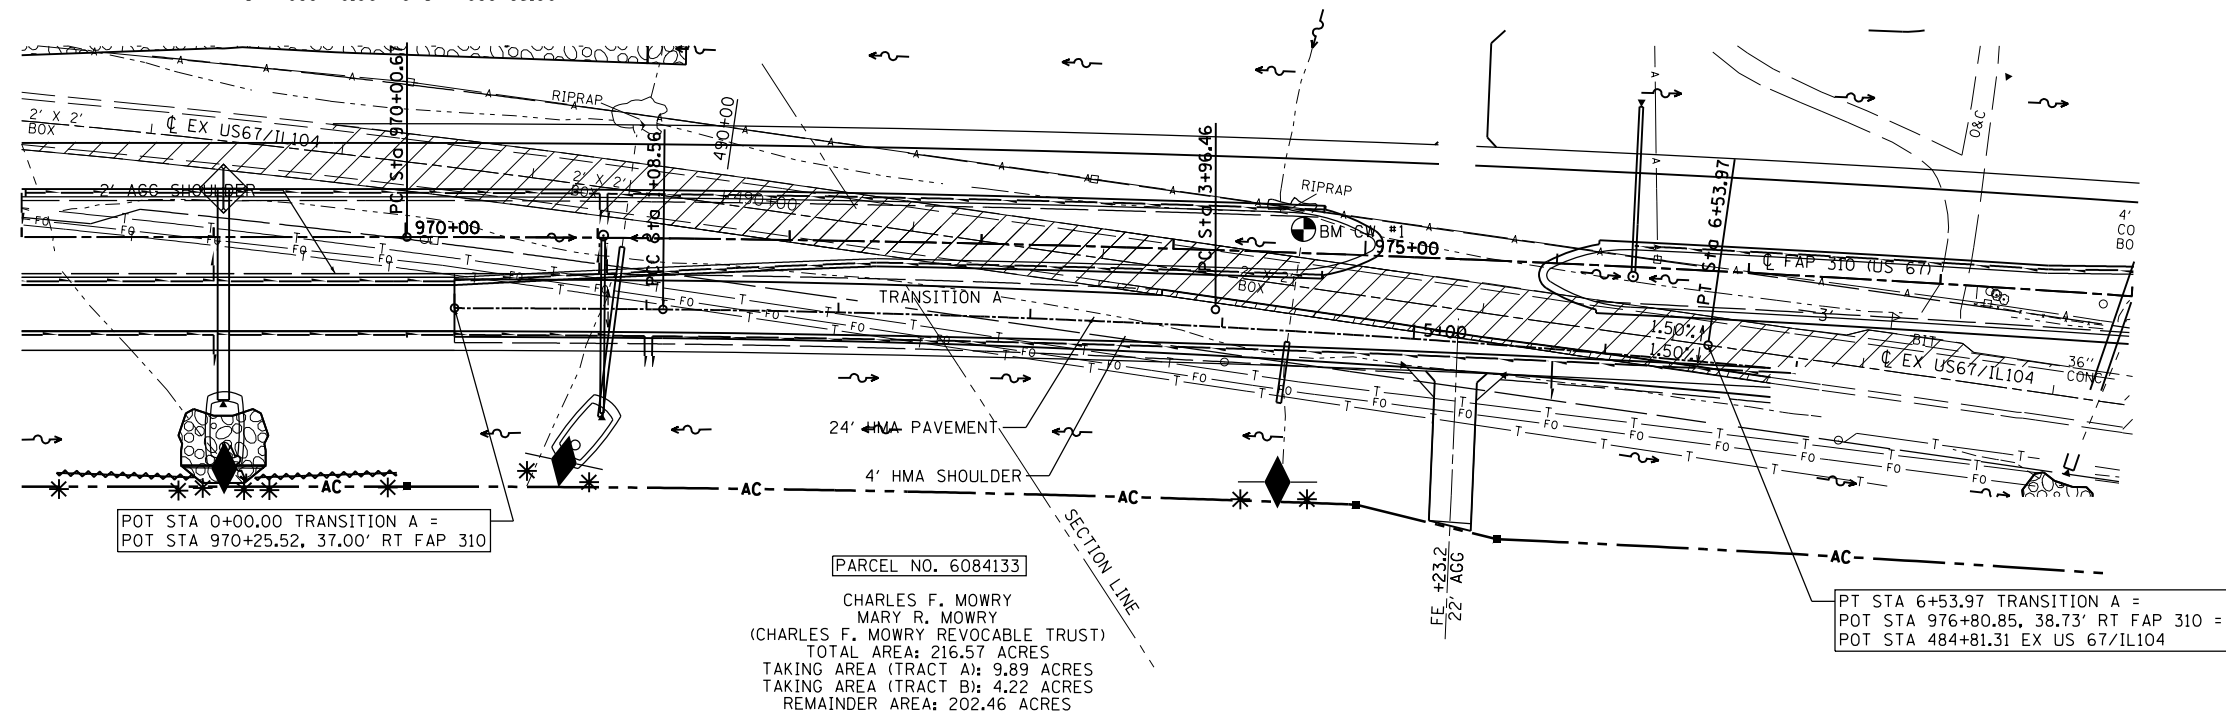 PC Sta 970+00.67
RIPRAP
490+00
2' X 2'
BOX
℄ EX US67/IL104
PCC Sta +08.56
PC Sta 3+96.46
PT Sta 6+53.97
O&C
2' AGG SHOULDER
2' X 2'
BOX
490+00
RIPRAP
970+00
BM CW #1
975+00
2' X 2'
BOX
℄ FAP 310 (US 67)
4'
CO
BO
TRANSITION A
5+00
1.50%
1.50%
3'
BIT
℄ EX US67/IL104
36''
CONC
24' HMA PAVEMENT
4' HMA SHOULDER
AC
AC
AC
AC
POT STA 0+00.00 TRANSITION A =
POT STA 970+25.52, 37.00' RT FAP 310
SECTION LINE
FE +23.2
22' AGG
PARCEL NO. 6084133
CHARLES F. MOWRY
MARY R. MOWRY
(CHARLES F. MOWRY REVOCABLE TRUST)
TOTAL AREA: 216.57 ACRES
TAKING AREA (TRACT A): 9.89 ACRES
TAKING AREA (TRACT B): 4.22 ACRES
REMAINDER AREA: 202.46 ACRES
PT STA 6+53.97 TRANSITION A =
POT STA 976+80.85, 38.73' RT FAP 310 =
POT STA 484+81.31 EX US 67/IL104